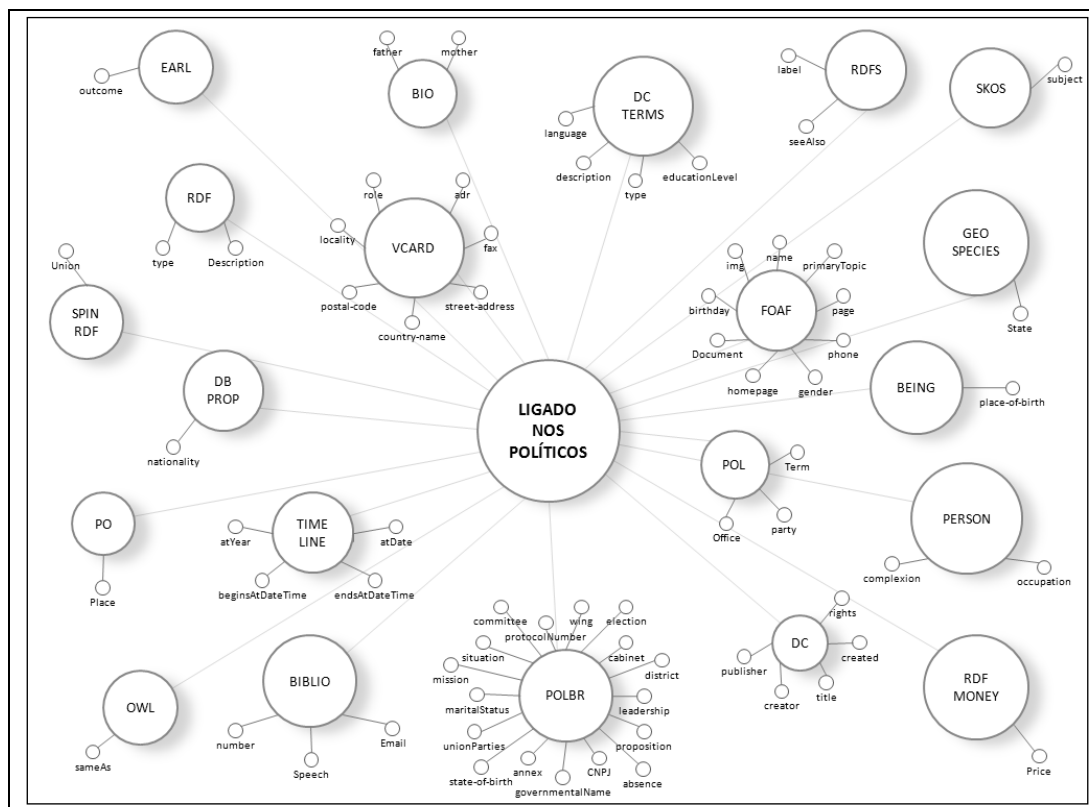 EARL
outcome
father
mother
BIO
DC
TERMS
language
description
type
educationLevel
label
RDFS
seeAlso
SKOS
subject
RDF
type
Description
role
adr
locality
VCARD
fax
postal-code
street-address
country-name
img
name
primaryTopic
birthday
FOAF
page
Document
phone
homepage
gender
GEO
SPECIES
State
Union
SPIN
RDF
DB
PROP
nationality
LIGADO
NOS
POLÍTICOS
BEING
place-of-birth
POL
Term
Office
party
PERSON
complexion
occupation
PO
Place
TIME
LINE
atYear
atDate
beginsAtDateTime
endsAtDateTime
OWL
sameAs
BIBLIO
number
Speech
Email
committee
protocolNumber
wing
election
situation
cabinet
mission
district
maritalStatus
POLBR
leadership
unionParties
proposition
state-of-birth
annex
CNPJ
absence
governmentalName
rights
DC
publisher
created
creator
title
RDF
MONEY
Price